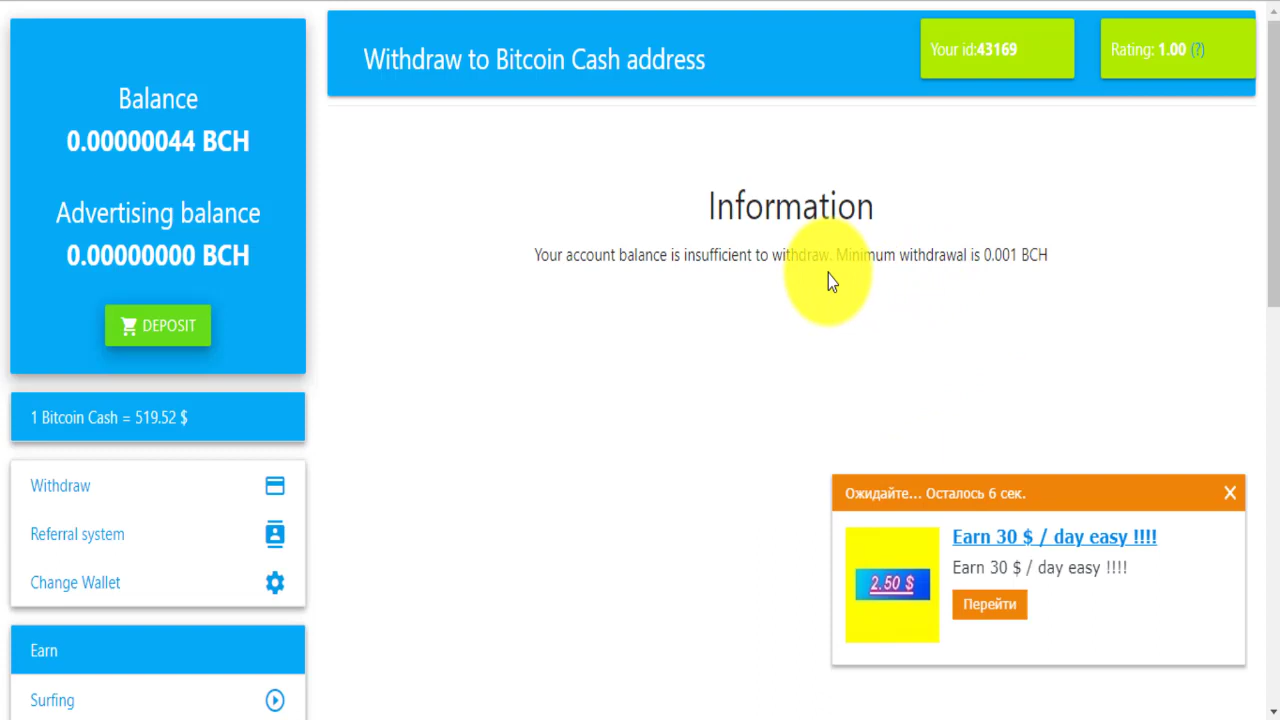 Balance
0.00000044 BCH
Advertising balance
0.00000000 BCH
DEPOSIT
1 Bitcoin Cash = 519.52 $
Withdraw
Referral system
Change Wallet
Earn
Surfing
Withdraw to Bitcoin Cash address
Your id:43169
Rating: 1.00 (?)
Information
Your account balance is insufficient to withdraw. Minimum withdrawal is 0.001 BCH
Ожидайте... Осталось 6 сек.
2.50 $
Earn 30 $ / day easy !!!!
Earn 30 $ / day easy !!!!
Перейти